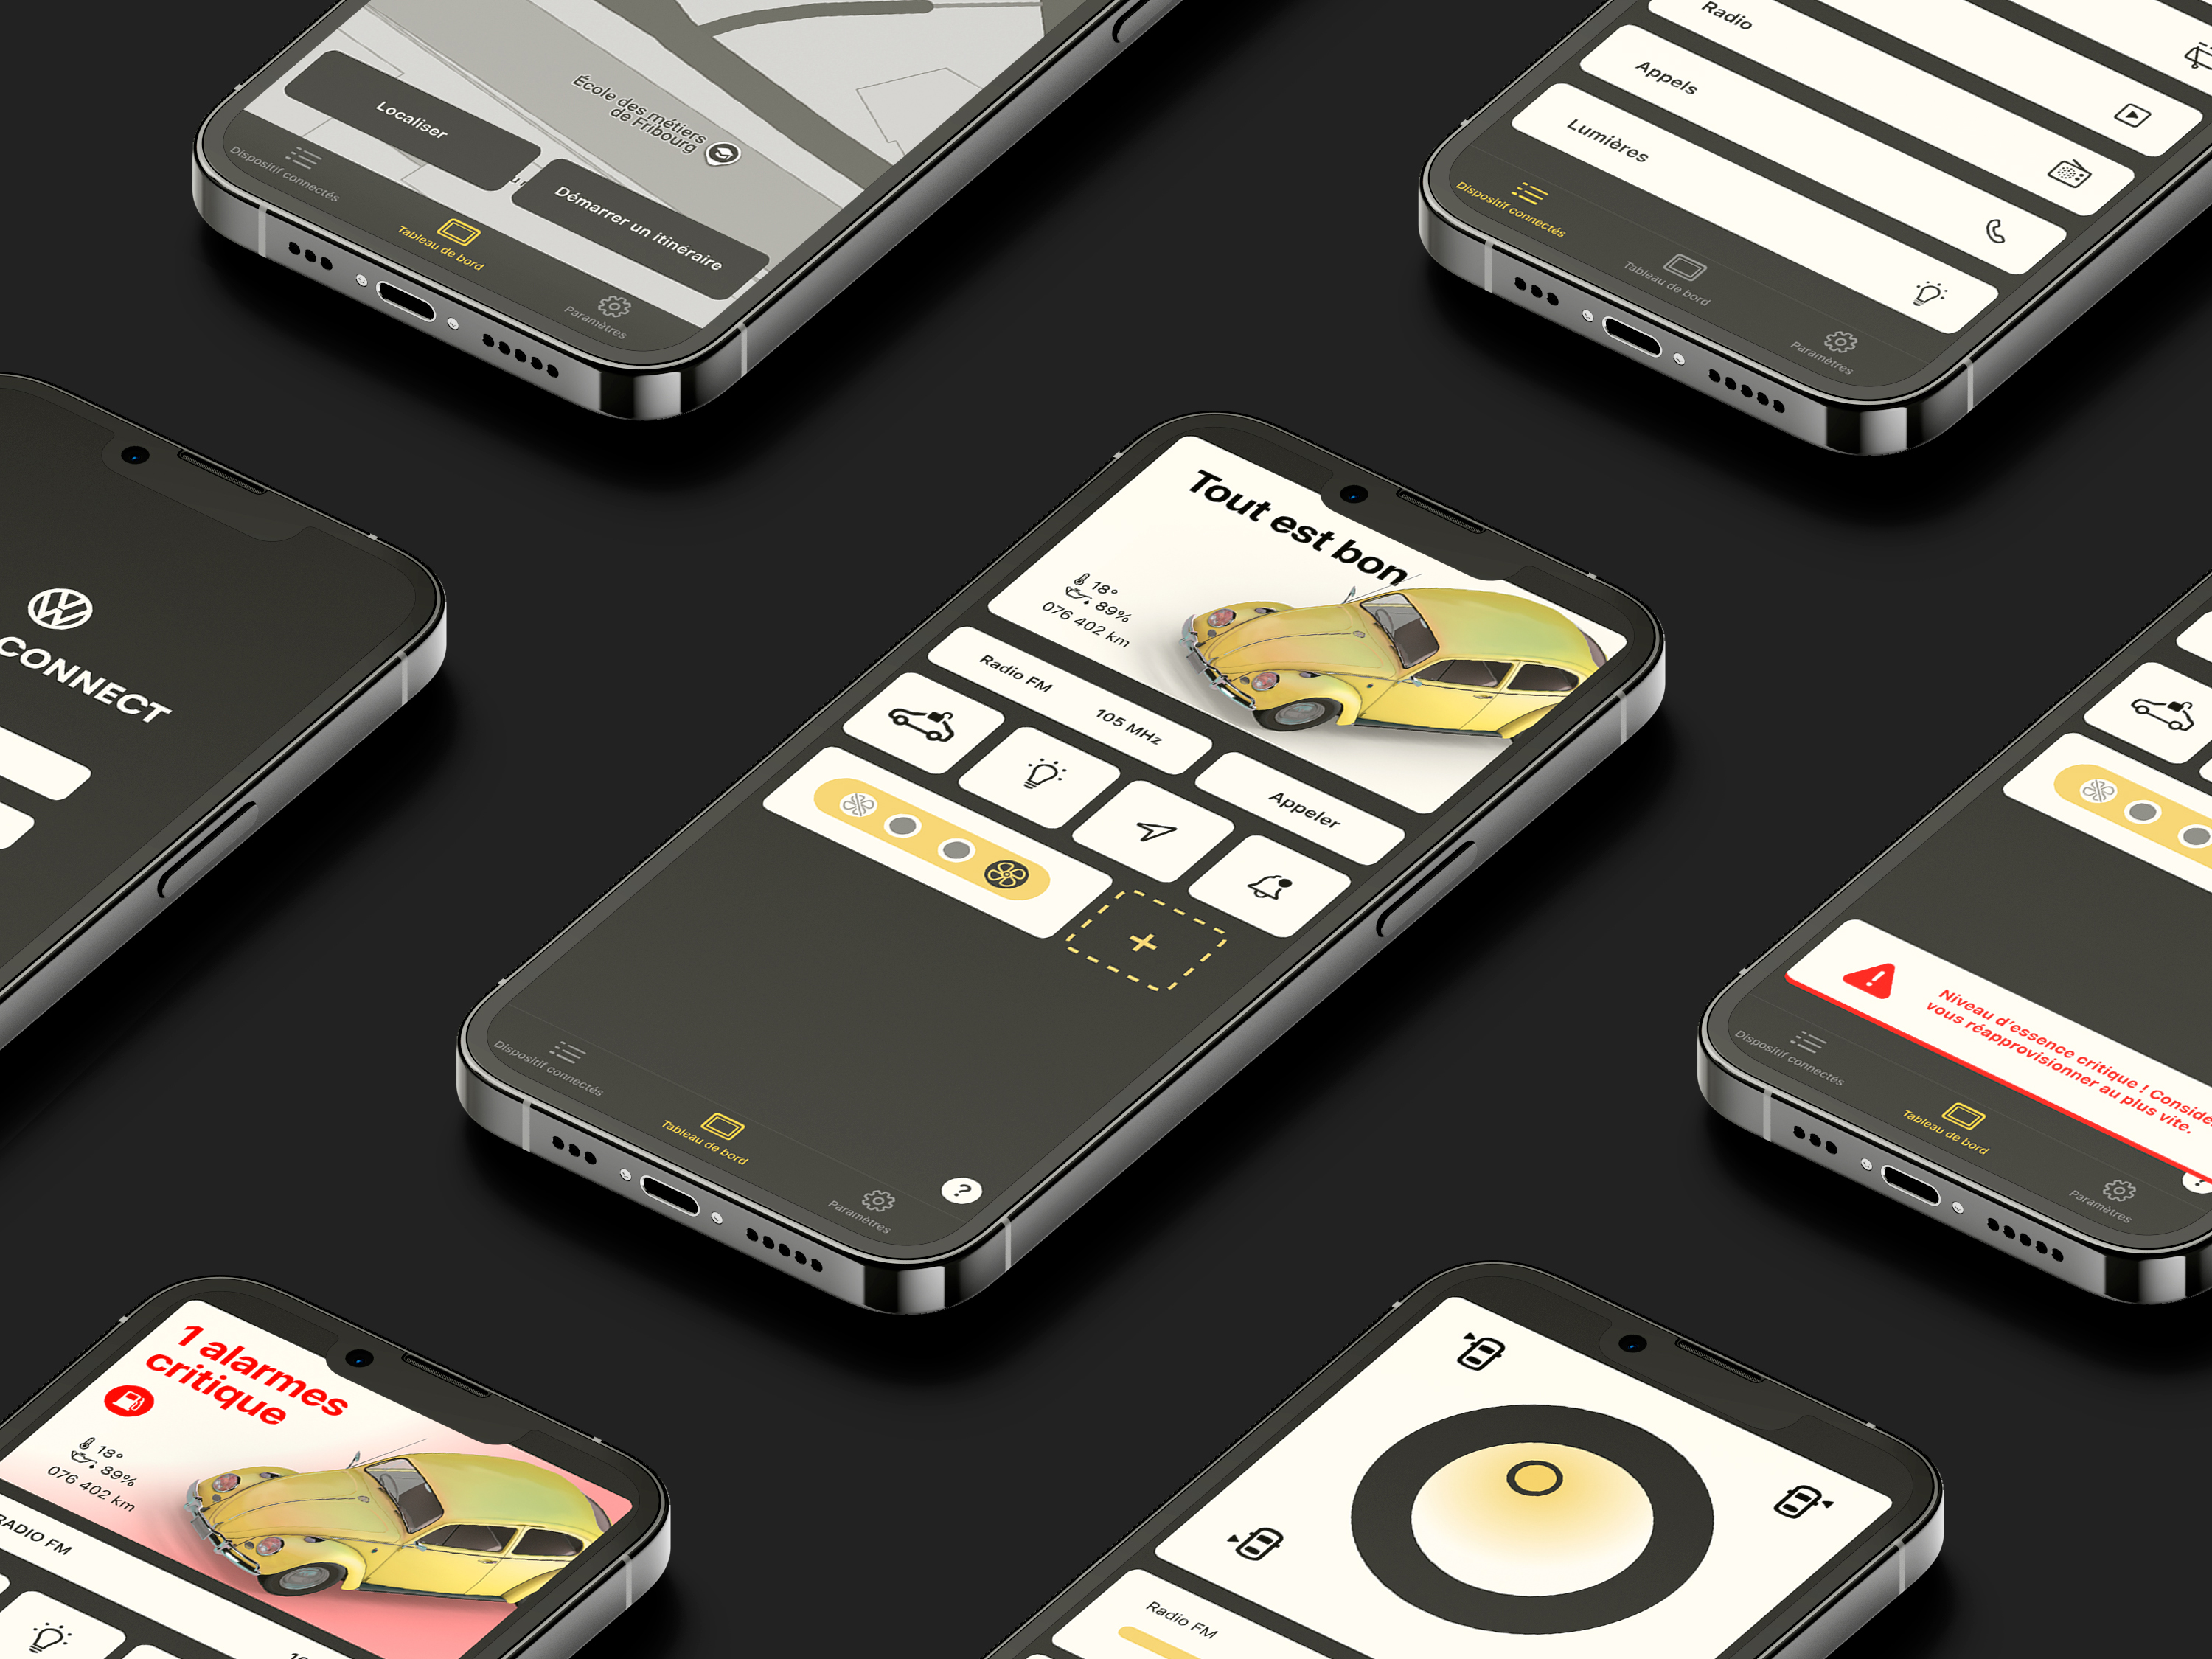 École des métiers
de Fribourg
Localiser
Démarrer un itinéraire
Dispositif connectés
Tableau de bord
Paramètres
Radio
Appels
Lumières
Dispositif connectés
Tableau de bord
Paramètres
CONNECT
Tout est bon
18°
89%
076 402 km
Radio FM
105 MHz
Appeler
Dispositif connectés
Tableau de bord
Paramètres
?
Niveau d'essence critique !
vous réapprovisionner au plus vite.
Dispositif connectés
Tableau de bord
Paramètres
1 alarmes
critique
18°
89%
076 402 km
RADIO FM
Radio FM